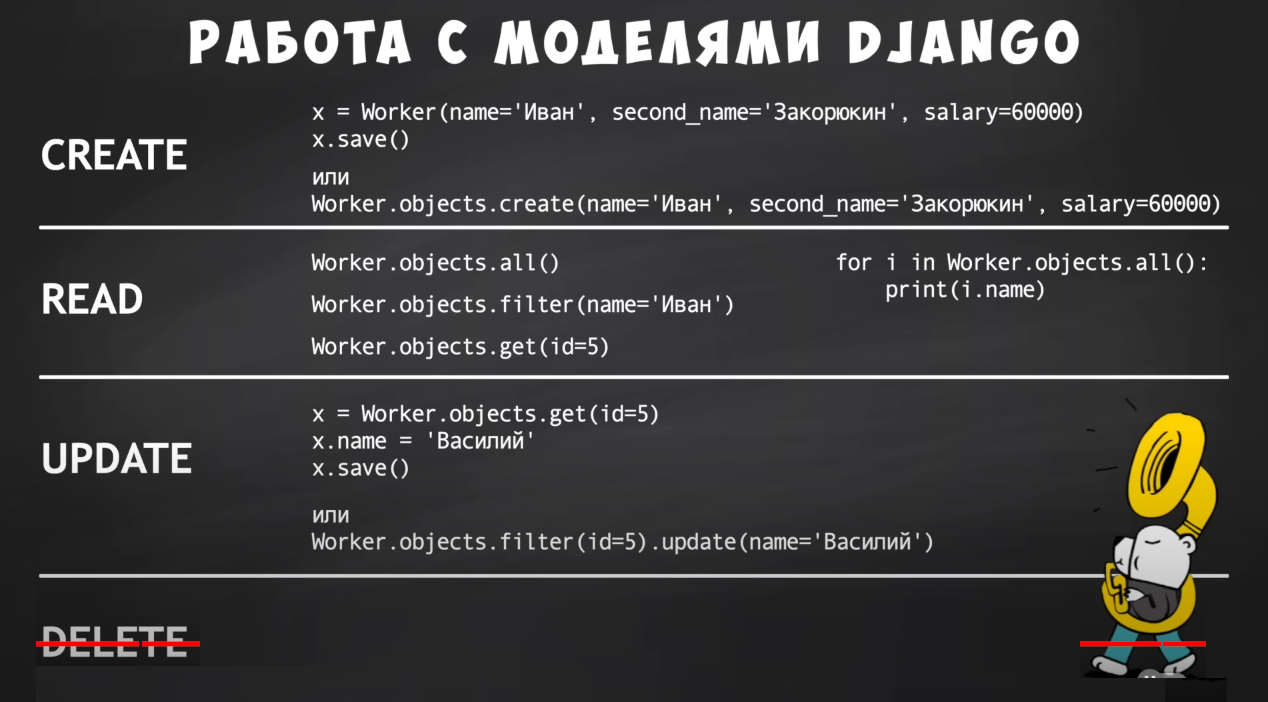 РАБОТА С МОДЕЛЯМИ DJANGO
CREATE
x = Worker(name='Иван', second_name='Закорюкин', salary=60000)
x.save()
или
Worker.objects.create(name='Иван', second_name='Закорюкин', salary=60000)
READ
Worker.objects.all()
Worker.objects.filter(name='Иван')
Worker.objects.get(id=5)
for i in Worker.objects.all():
    print(i.name)
UPDATE
x = Worker.objects.get(id=5)
x.name = 'Василий'
x.save()
или
Worker.objects.filter(id=5).update(name='Василий')
DELETE